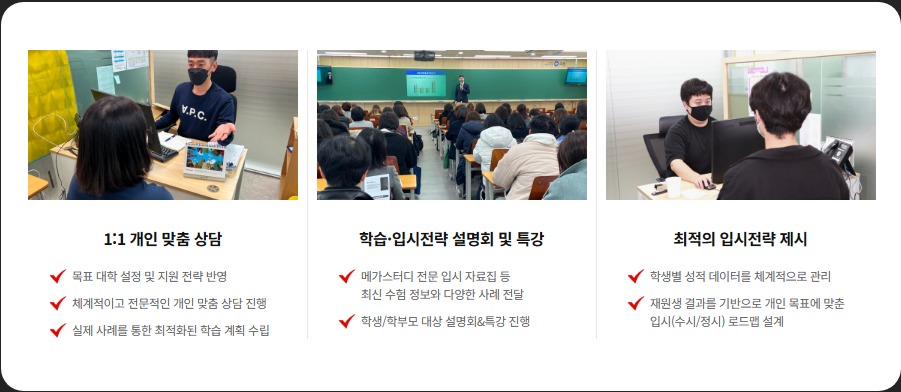 A.P.C.
1:1 개인 맞춤 상담
목표 대학 설정 및 지원 전략 반영
체계적이고 전문적인 개인 맞춤 상담 진행
실제 사례를 통한 최적화된 학습 계획 수립
학습·입시전략 설명회 및 특강
메가스터디 전문 입시 자료집 등
최신 수험 정보와 다양한 사례 전달
학생/학부모 대상 설명회&특강 진행
최적의 입시전략 제시
학생별 성적 데이터를 체계적으로 관리
재원생 결과를 기반으로 개인 목표에 맞춘
입시(수시/정시) 로드맵 설계